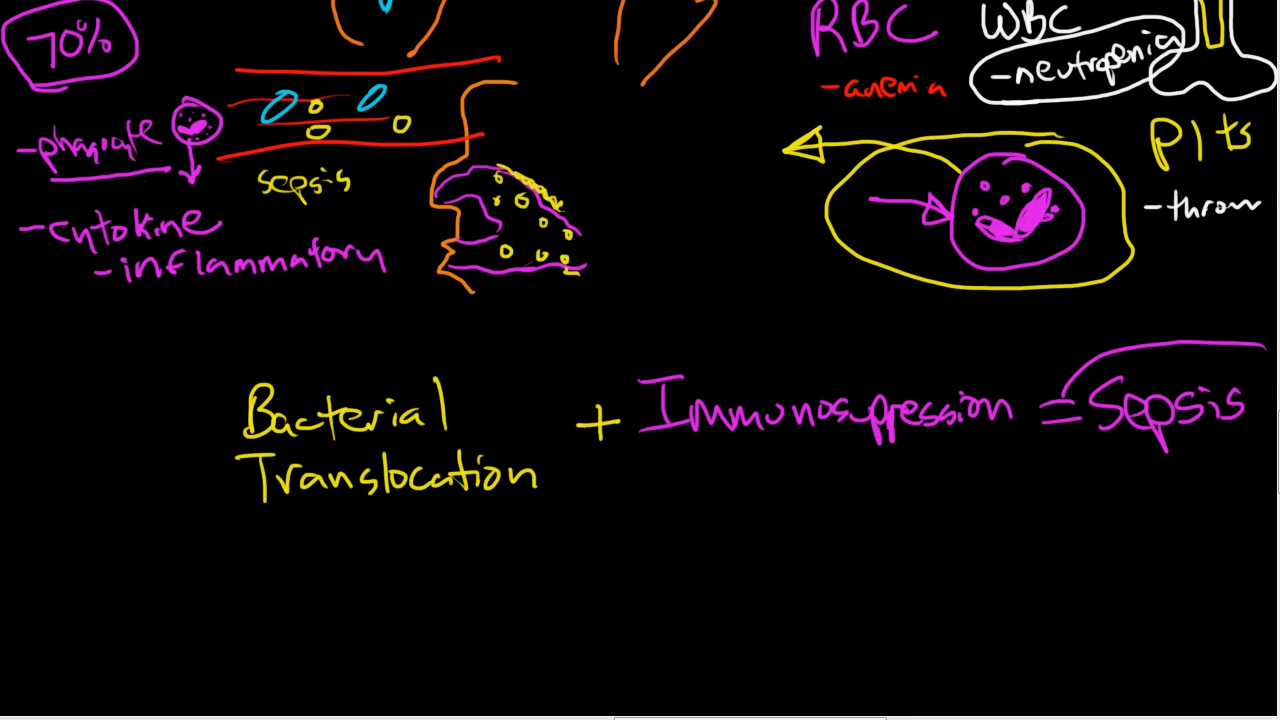 70%
RBC
WBC
-anemia
-neutropenia
-phagocyte
-cytokine
-inflammatory
sepsis
Plts
-throm
Bacterial + Immunosuppression = Sepsis
Translocation